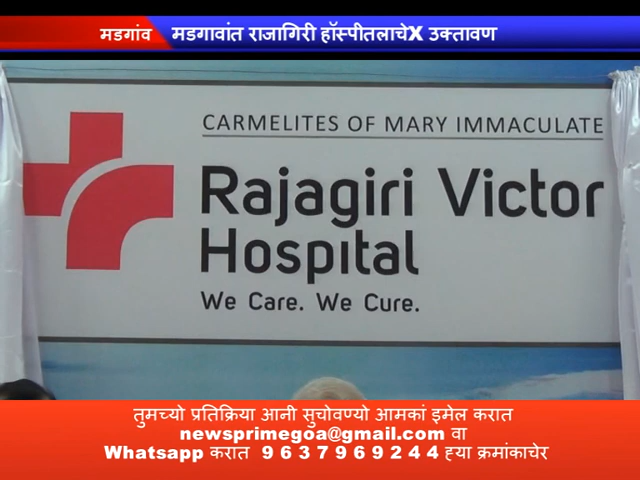 मडगांव
मडगावांत राजागिरी हॉस्पीतलाचेX उक्तावण
CARMELITES OF MARY IMMACULATE
Rajagiri Victor
Hospital
We Care. We Cure.
तुमच्यो प्रतिक्रिया आनी सुचोवण्यो आमकां इमेल करात
newsprimegoa@gmail.com वा
Whatsapp करात 9 6 3 7 9 6 9 2 4 4 ह्या क्रमांकाचेर